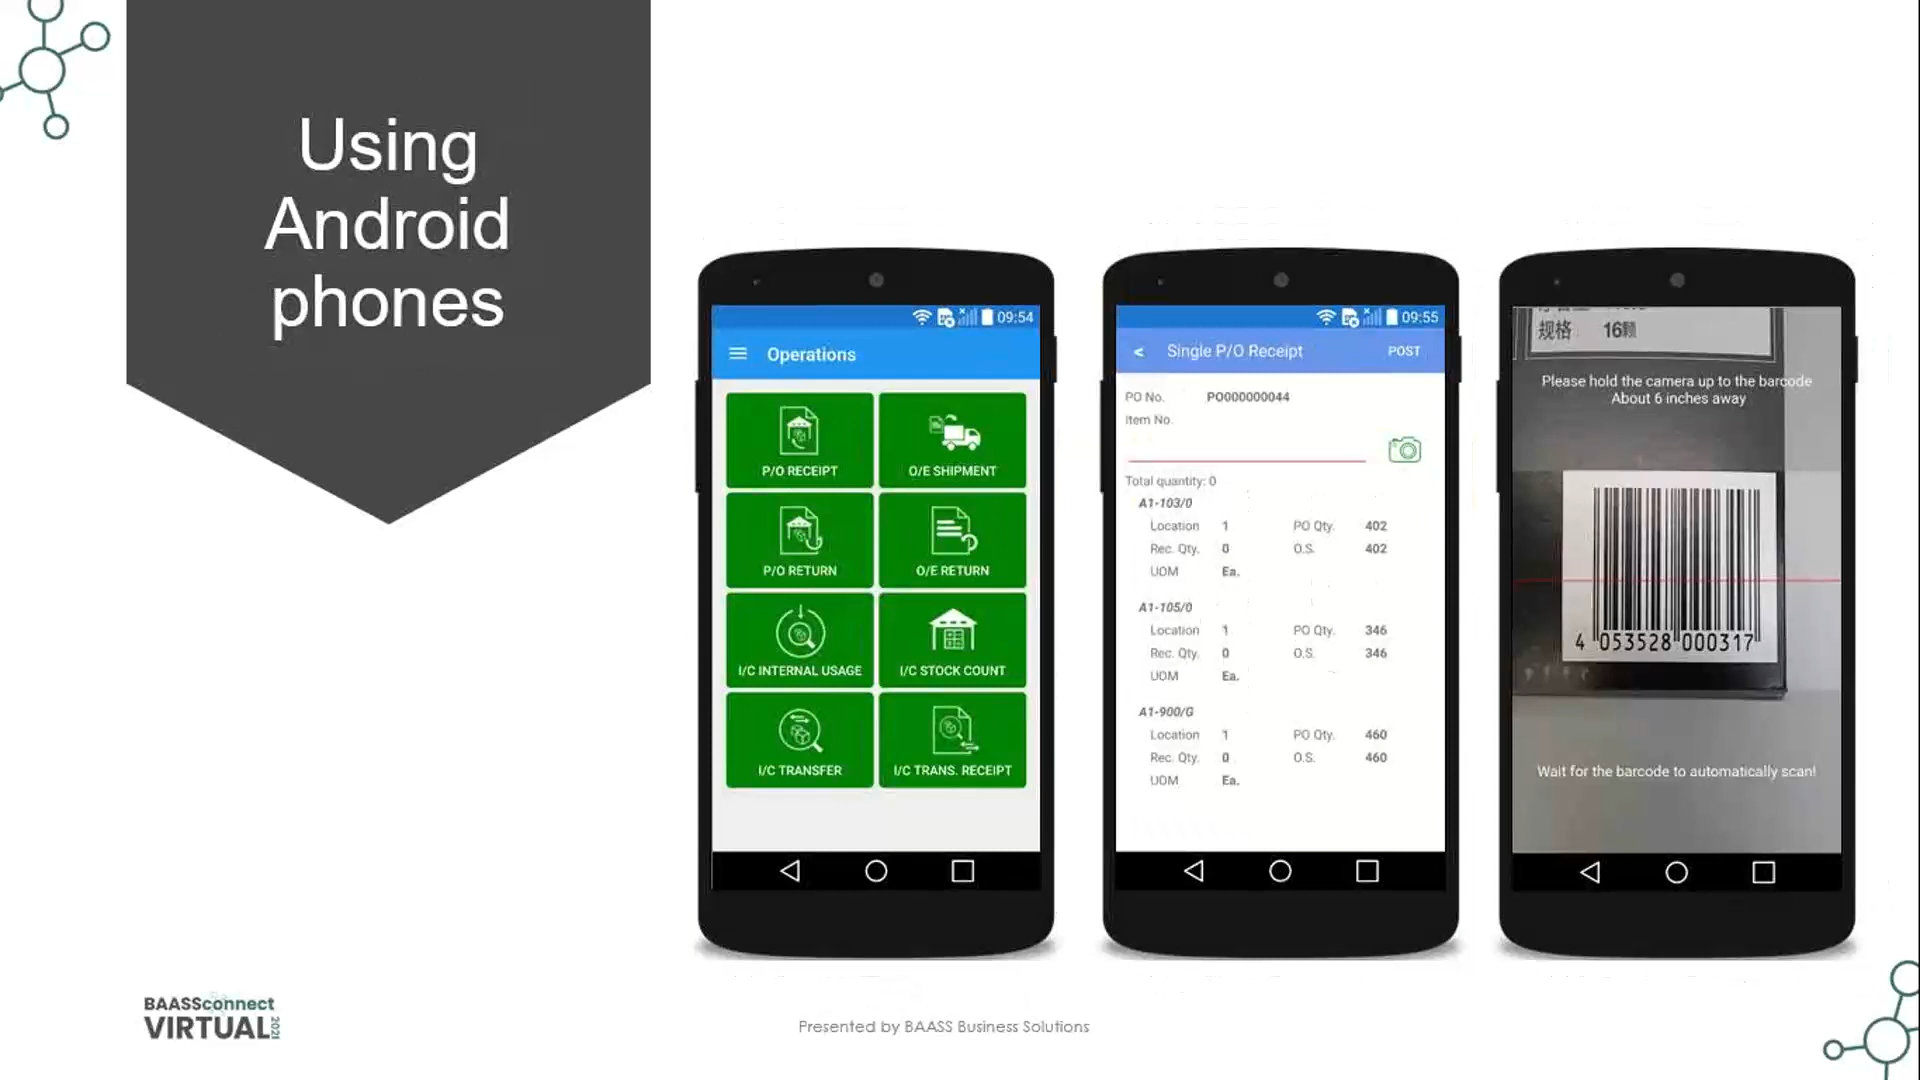 Using
Android
phones
09:54
Operations
P/O RECEIPT
O/E SHIPMENT
P/O RETURN
O/E RETURN
I/C INTERNAL USAGE
I/C STOCK COUNT
I/C TRANSFER
I/C TRANS. RECEIPT
09:55
< Single P/O Receipt POST
PO No. PO000000044
Item No.
Total quantity: 0
A1-103/0
Location 1 PO Qty. 402
Rec. Qty. 0 O.S. 402
UOM Ea.
A1-105/0
Location 1 PO Qty. 346
Rec. Qty. 0 O.S. 346
UOM Ea.
A1-900/G
Location 1 PO Qty. 460
Rec. Qty. 0 O.S. 460
UOM Ea.
规格 16颗
Please hold the camera up to the barcode
About 6 inches away
4 053528 000317
Wait for the barcode to automatically scan!
BAASSconnect
VIRTUAL 2021
Presented by BAASS Business Solutions